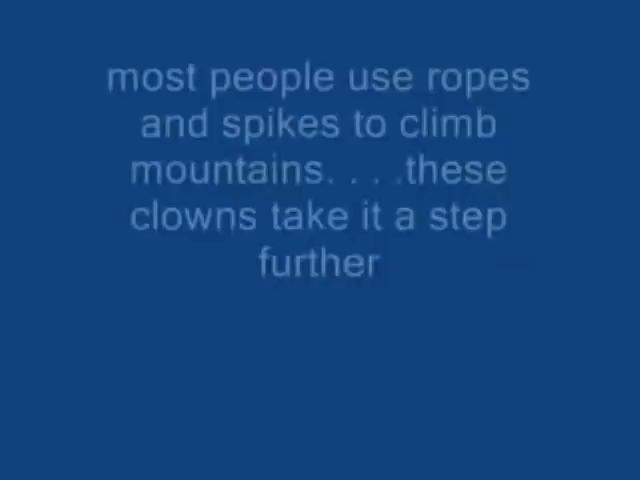 most people use ropes
and spikes to climb
mountains. . . .these
clowns take it a step
further